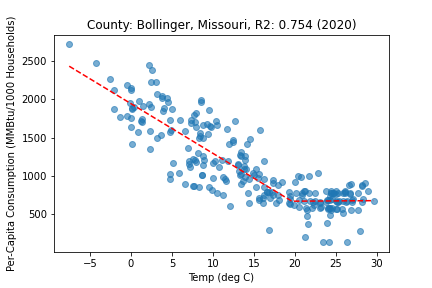 County: Bollinger, Missouri, R2: 0.754 (2020)
Per-Capita Consumption (MMBtu/1000 Households)
2500
2000
1500
1000
500
−5 0 5 10 15 20 25 30
Temp (deg C)